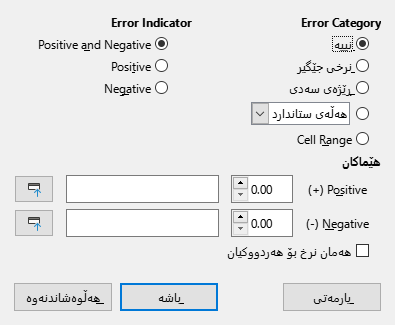 Error Category
نییە
نرخی جێگیر
ڕێژەی سەدی
هەڵەی ستاندارد
Cell Range
Error Indicator
Positive and Negative
Positive
Negative
هێماکان
Positive (+)
0.00
Negative (-)
0.00
هەمان نرخ بۆ هەردووکیان
یارمەتی
باشە
هەڵوەشاندنەوە